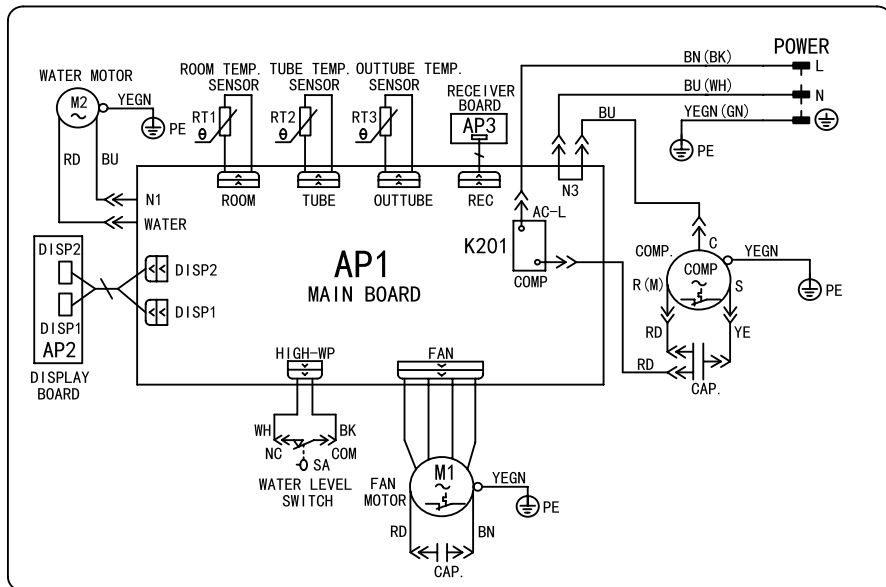 POWER
BN(BK)
L
ROOM TEMP. TUBE TEMP. OUTTUBE TEMP.
SENSOR SENSOR SENSOR
WATER MOTOR
M2
YEGN
PE
RECEIVER
BOARD
AP3
BU(WH)
N
RT1
θ
RT2
θ
RT3
θ
BU
YEGN(GN)
PE
RD
BU
N1
WATER
ROOM
TUBE
OUTTUBE
REC
N3
AC-L
K201
COMP
AP1
MAIN BOARD
DISP2
DISP1
AP2
DISPLAY
BOARD
DISP2
DISP1
C
COMP.
COMP
YEGN
PE
R(M)
S
RD
YE
RD
CAP.
HIGH-WP
FAN
WH
BK
NC
COM
SA
WATER LEVEL
SWITCH
FAN
MOTOR
M1
YEGN
PE
RD
BN
CAP.